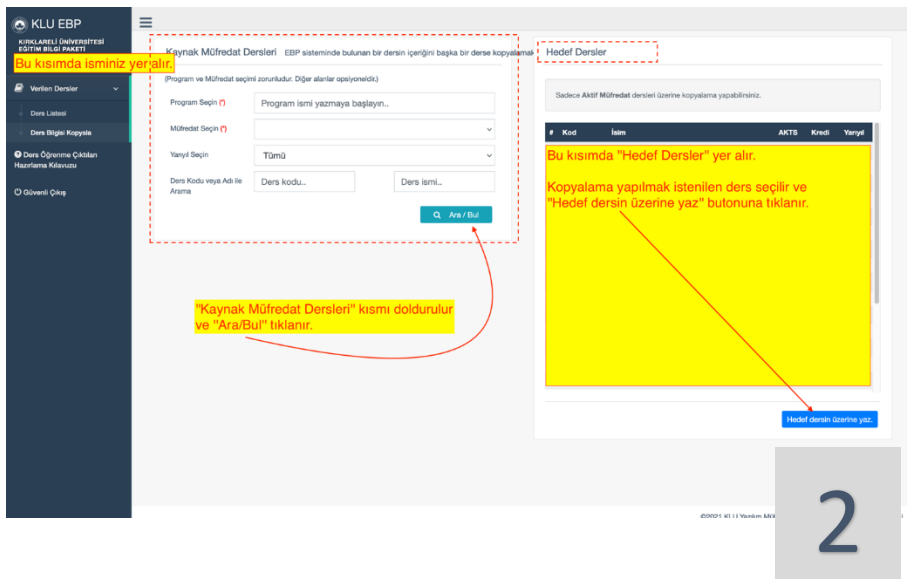 KLU EBP
KIRKLARELİ ÜNİVERSİTESİ
EĞİTİM BİLGİ PAKETİ
Bu kısımda isminiz yer alır.
Verilen Dersler
Ders Listesi
Ders Bilgisi Kopyala
Ders Öğrenme Çıktıları
Hazırlama Kılavuzu
Güvenli Çıkış
Kaynak Müfredat Dersleri EBP sisteminde bulunan bir dersin içeriğini başka bir derse kopyalamak
(Program ve Müfredat seçimi zorunludur. Diğer alanlar opsiyoneldir.)
Program Seçin (*) Program ismi yazmaya başlayın..
Müfredat Seçin (*)
Yarıyıl Seçin Tümü
Ders Kodu veya Adı ile
Arama
Ders kodu.. Ders ismi..
Ara / Bul
"Kaynak Müfredat Dersleri" kısmı doldurulur
ve "Ara/Bul" tıklanır.
Hedef Dersler
Sadece Aktif Müfredat dersleri üzerine kopyalama yapabilirsiniz.
# Kod İsim AKTS Kredi Yarıyıl
Bu kısımda "Hedef Dersler" yer alır.
Kopyalama yapılmak istenilen ders seçilir ve
"Hedef dersin üzerine yaz" butonuna tıklanır.
Hedef dersin üzerine yaz.
©2021 KLU Yazılım
2